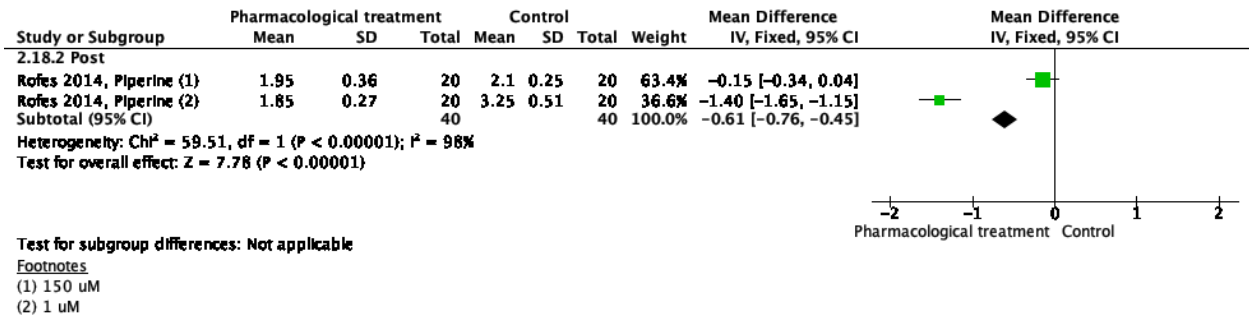 Pharmacological treatment Control Mean Difference Mean Difference
Study or Subgroup Mean SD Total Mean SD Total Weight IV, Fixed, 95% CI IV, Fixed, 95% CI
2.18.2 Post
Rofes 2014, Piperine (1) 1.95 0.36 20 2.1 0.25 20 63.4% −0.15 [−0.34, 0.04]
Rofes 2014, Piperine (2) 1.85 0.27 20 3.25 0.51 20 36.6% −1.40 [−1.65, −1.15]
Subtotal (95% CI) 40 40 100.0% −0.61 [−0.76, −0.45]
Heterogeneity: Chi² = 59.51, df = 1 (P < 0.00001); I² = 98%
Test for overall effect: Z = 7.78 (P < 0.00001)
−2 −1 0 1 2
Pharmacological treatment Control
Test for subgroup differences: Not applicable
Footnotes
(1) 150 uM
(2) 1 uM